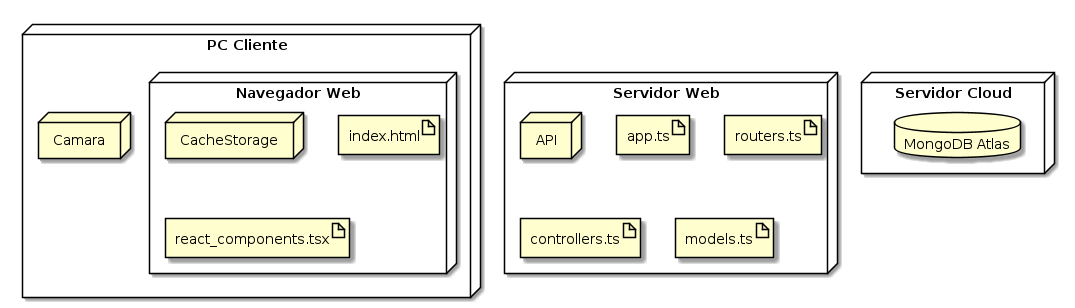 PC Cliente
Camara
Navegador Web
CacheStorage
index.html
react_components.tsx
Servidor Web
API
app.ts
routers.ts
controllers.ts
models.ts
Servidor Cloud
MongoDB Atlas